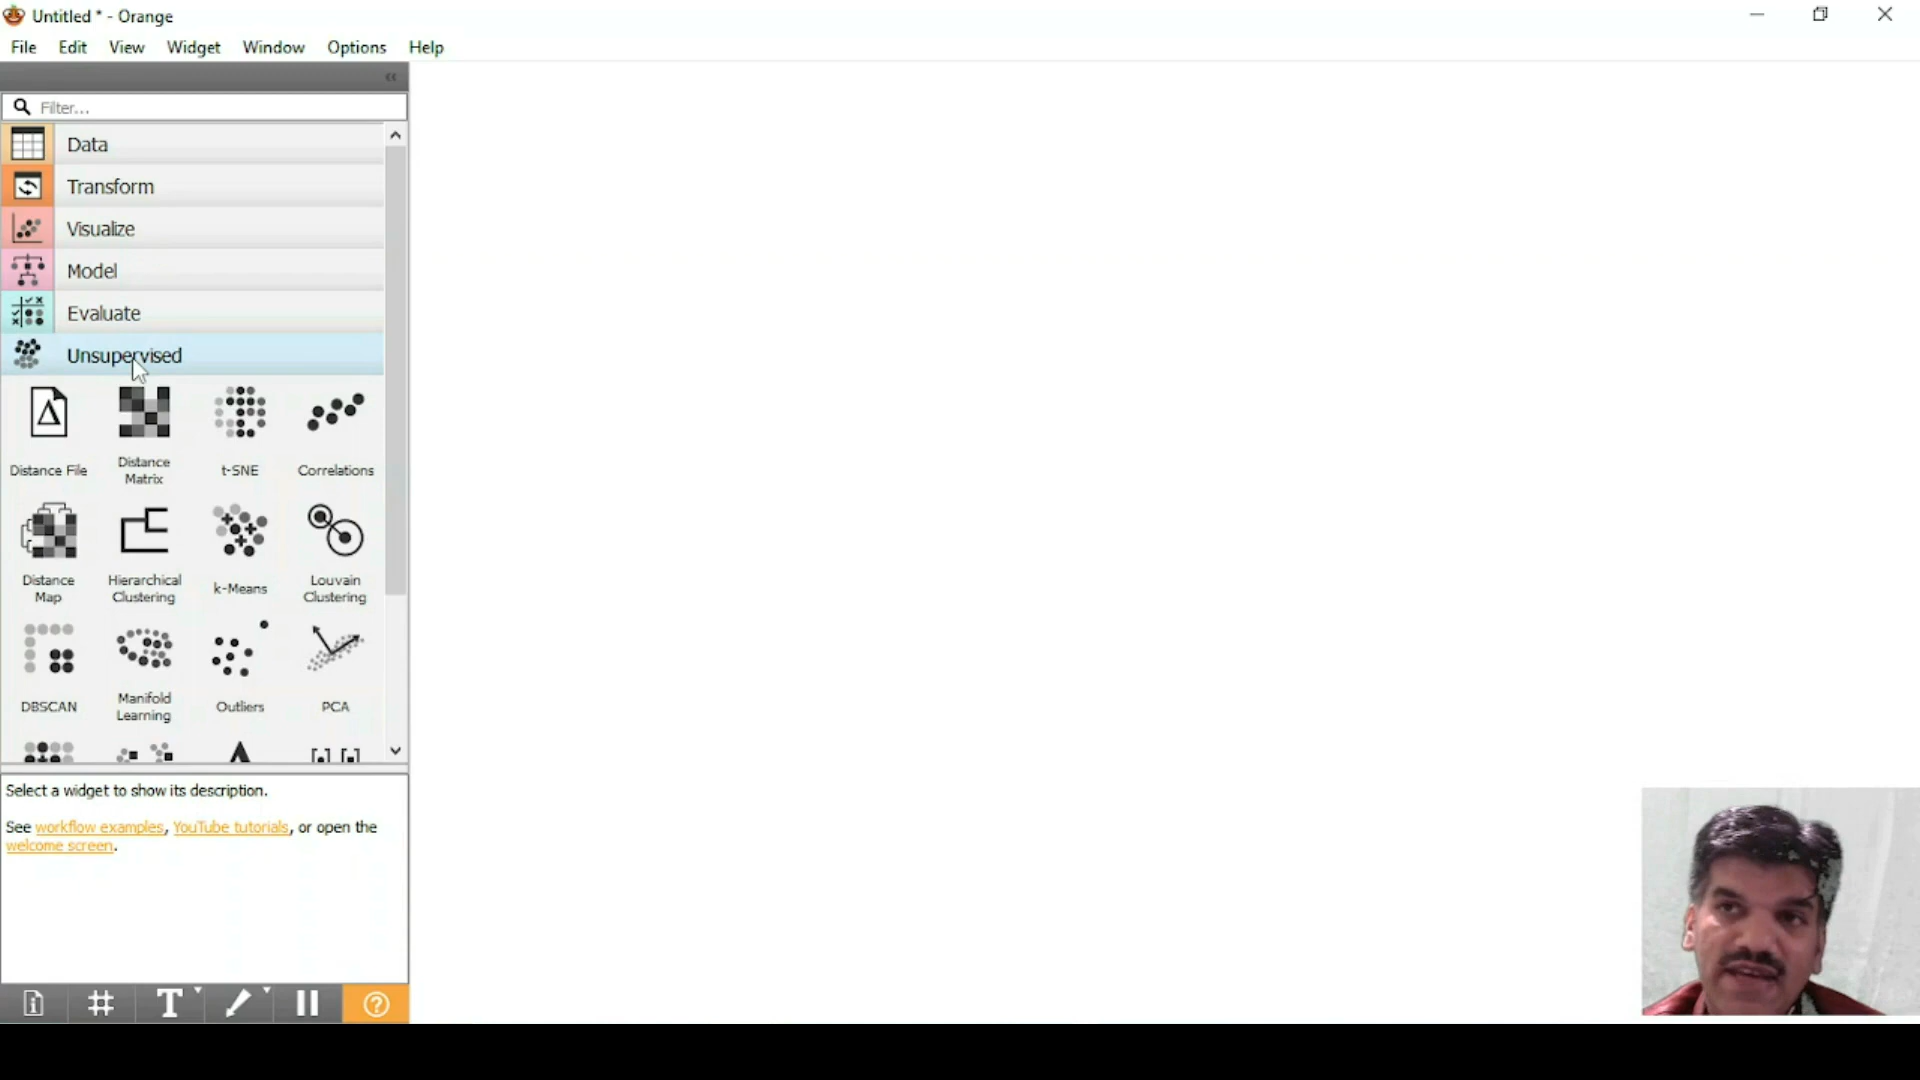 Untitled * - Orange
File Edit View Widget Window Options Help
Filter...
Data
Transform
Visualize
Model
Evaluate
Unsupervised
Distance File
Distance Matrix
t-SNE
Correlations
Distance Map
Hierarchical Clustering
k-Means
Louvain Clustering
DBSCAN
Manifold Learning
Outliers
PCA
Select a widget to show its description.
See workflow examples, YouTube tutorials, or open the
welcome screen.
T